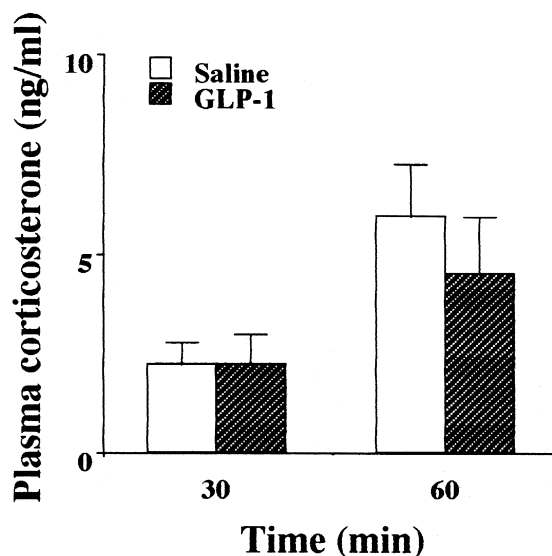 Plasma corticosterone (ng/ml)
10
5
0
Saline
GLP-1
30
60
Time (min)